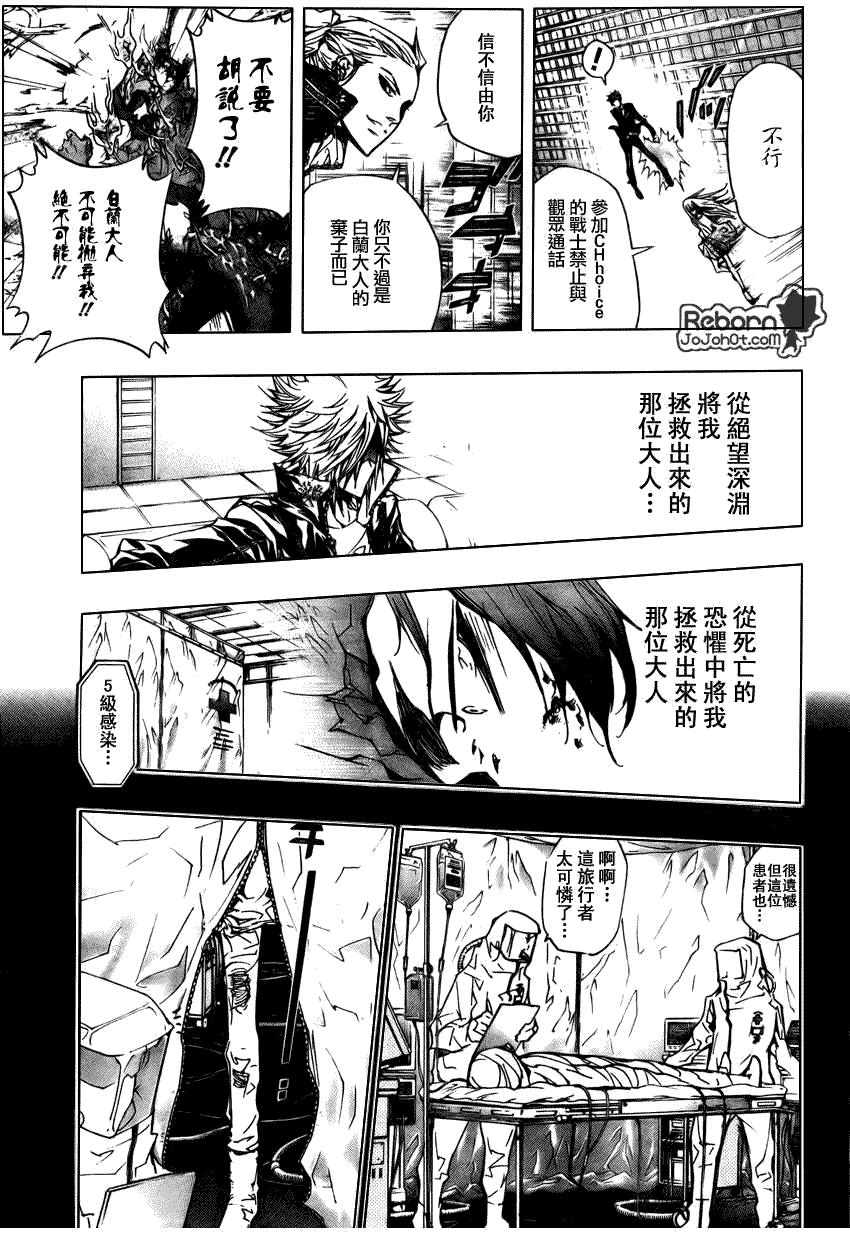 不行
！
參加CHhoice
的戰士禁止與
觀眾通話
信不信由你
你只不過是
白蘭大人的
棄子而已
不要
胡說了!!
白蘭大人
不可能拋弃我!!
絕不可能!!
Reborn
JoJohOt.com
從絕望深淵
將我
拯救出來的
那位大人…
從死亡的
恐懼中將我
拯救出來的
那位大人
5級感染…
很遺憾
但這位
患者也…
啊啊…
這旅行者
太可憐了…